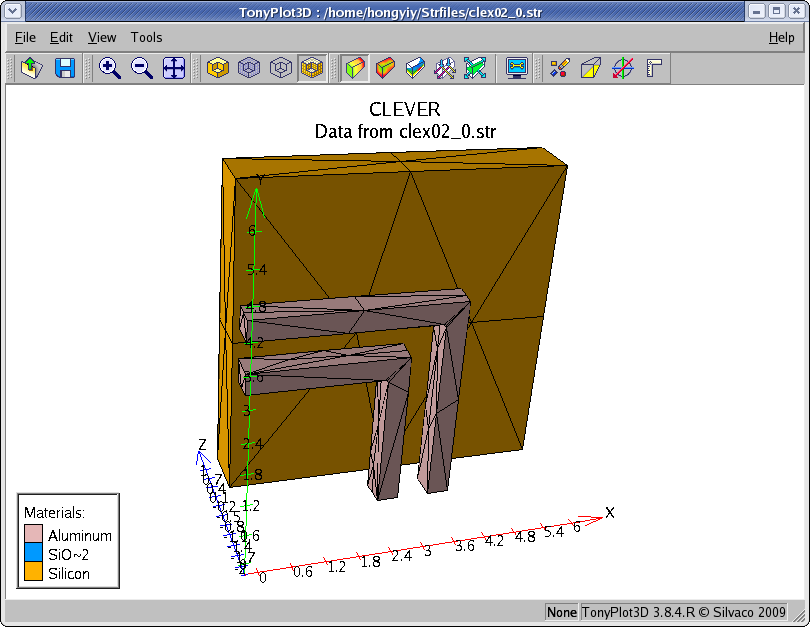 TonyPlot3D : /home/hongyiy/Strfiles/clex02_0.str
File Edit View Tools Help
CLEVER
Data from clex02_0.str
Y
6
5.4
4.8
4.2
3.6
3
2.4
1.8
1.2
0.6
Z
X
0 0.6 1.2 1.8 2.4 3 3.6 4.2 4.8 5.4 6
Materials:
Aluminum
SiO~2
Silicon
None TonyPlot3D 3.8.4.R © Silvaco 2009